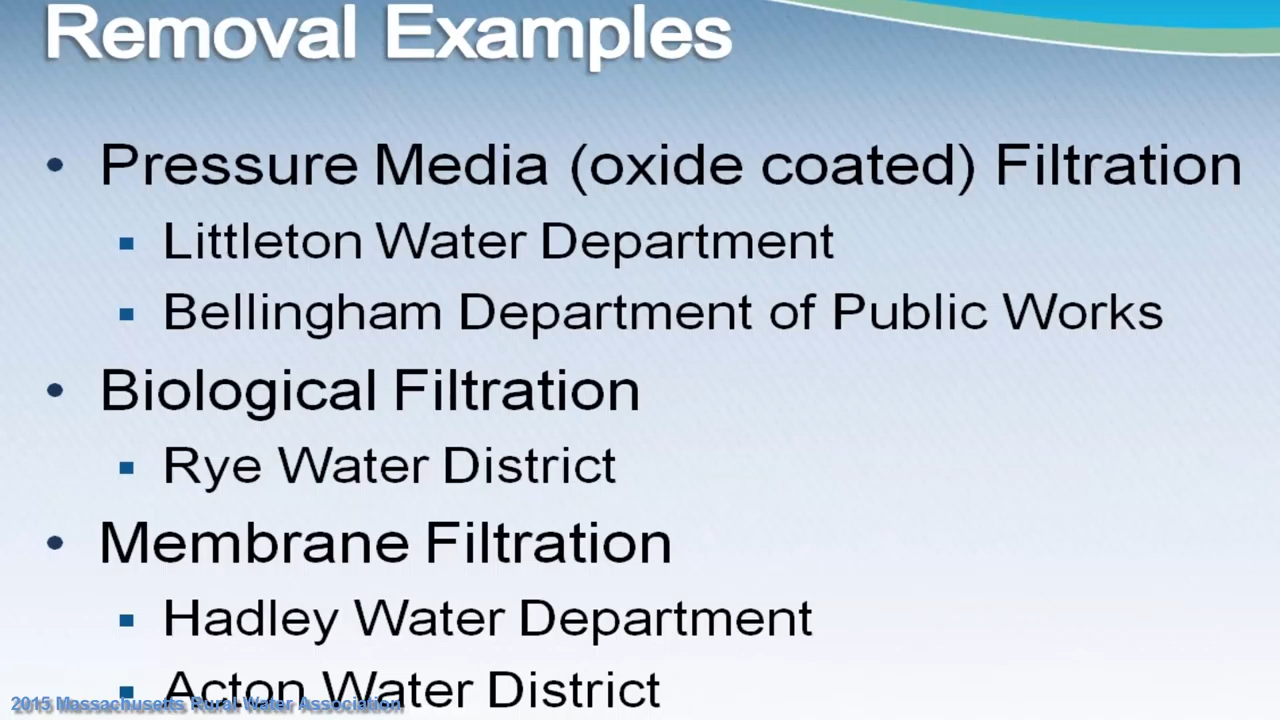 Removal Examples
• Pressure Media (oxide coated) Filtration
▪ Littleton Water Department
▪ Bellingham Department of Public Works
• Biological Filtration
▪ Rye Water District
• Membrane Filtration
▪ Hadley Water Department
▪ Acton Water District
2015 Massachusetts Rural Water Association